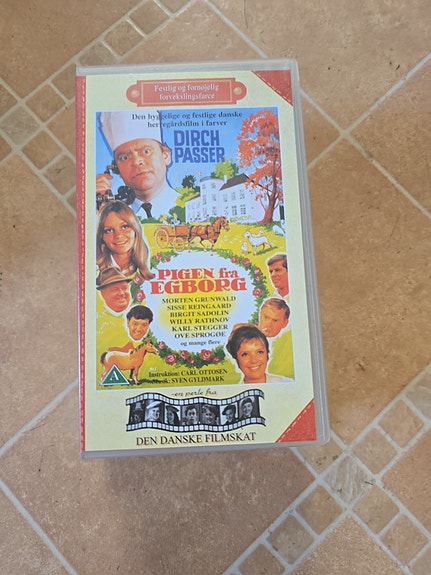 Festlig og fornøjelig
forvekslingsfarce
Den hyggelige og festlige danske
herregårdsfilm i farver
DIRCH
PASSER
PIGEN fra
EGBORG
MORTEN GRUNWALD
SISSE REINGAARD
BIRGIT SADOLIN
WILLY RATHNOV
KARL STEGGER
OVE SPROGØE
og mange flere
Instruktion: CARL OTTOSEN
Musik: SVEN GYLDMARK
A
-en perle fra
DEN DANSKE FILMSKAT